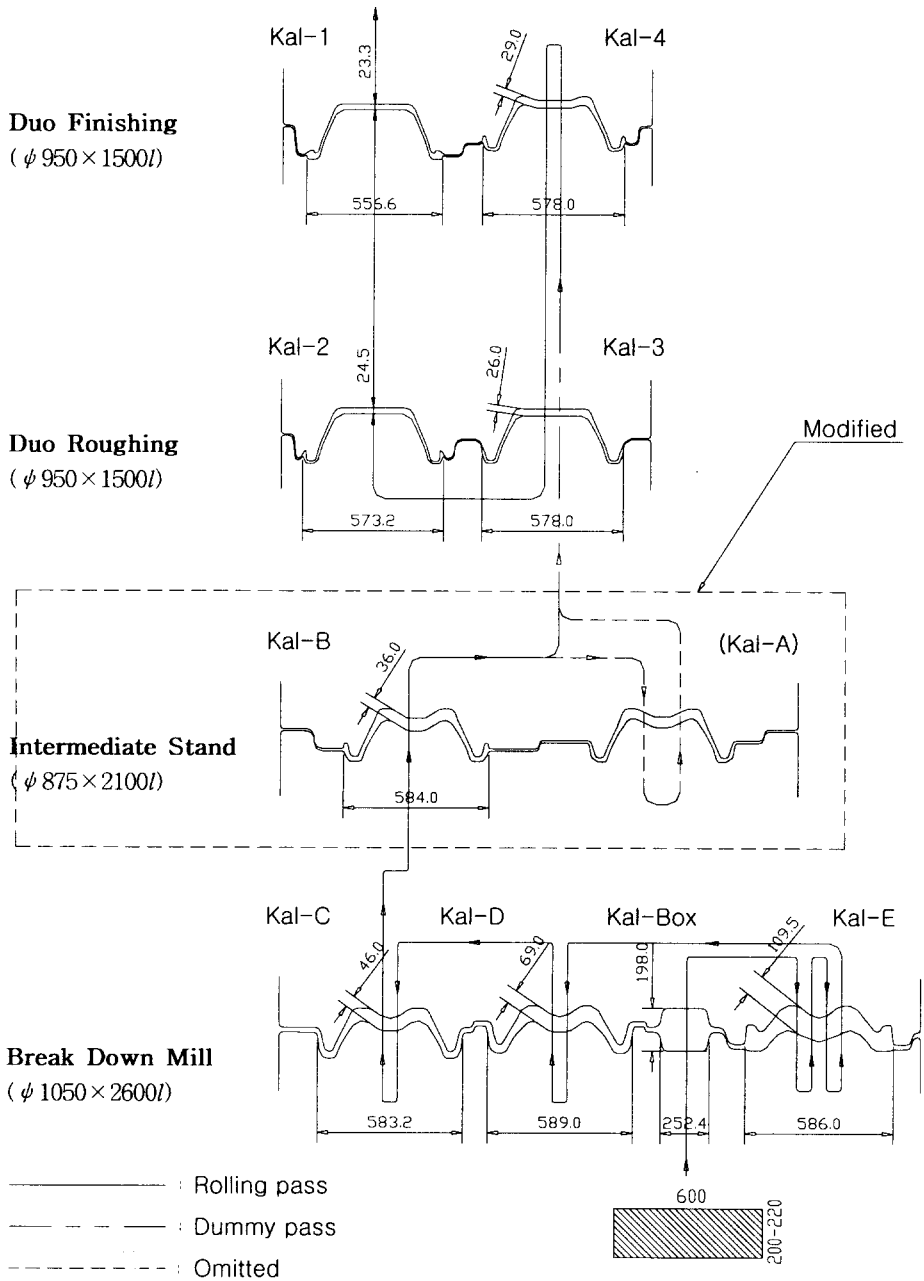 Kal-1
Kal-4
23.3
29.0
Duo Finishing
( φ 950×1500l)
556.6
578.0
Kal-2
Kal-3
24.5
26.0
Modified
Duo Roughing
( φ 950×1500l)
573.2
578.0
Kal-B
(Kal-A)
36.0
Intermediate Stand
( φ 875×2100l)
584.0
Kal-C
Kal-D
Kal-Box
Kal-E
46.0
69.0
198.0
109.5
Break Down Mill
( φ 1050×2600l)
583.2
589.0
252.4
586.0
: Rolling pass
600
200-220
: Dummy pass
: Omitted